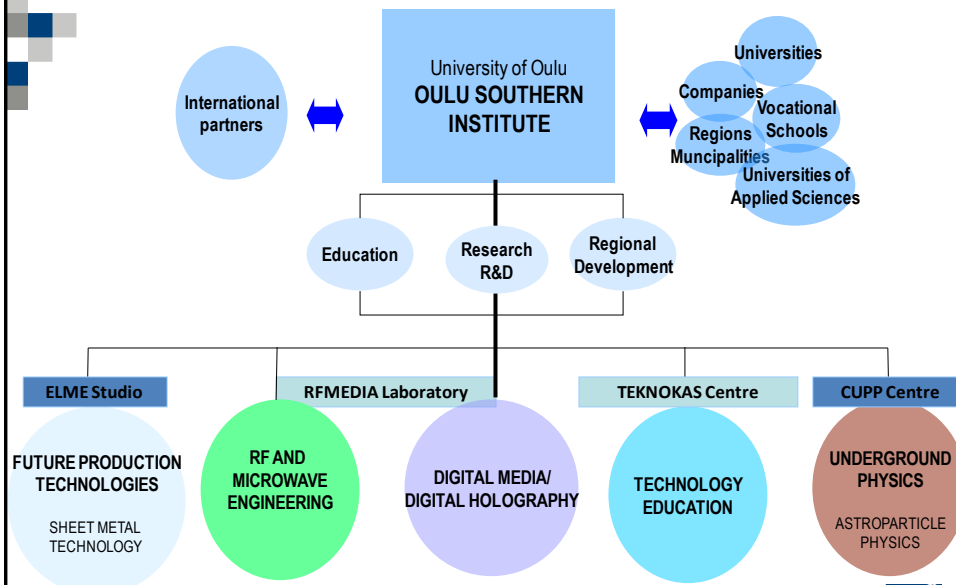 University of Oulu
OULU SOUTHERN
INSTITUTE
International
partners
Universities
Companies
Vocational
Schools
Regions
Muncipalities
Universities of
Applied Sciences
Education
Research
R&D
Regional
Development
ELME Studio
RFMEDIA Laboratory
TEKNOKAS Centre
CUPP Centre
FUTURE PRODUCTION
TECHNOLOGIES
SHEET METAL
TECHNOLOGY
RF AND
MICROWAVE
ENGINEERING
DIGITAL MEDIA/
DIGITAL HOLOGRAPHY
TECHNOLOGY
EDUCATION
UNDERGROUND
PHYSICS
ASTROPARTICLE
PHYSICS